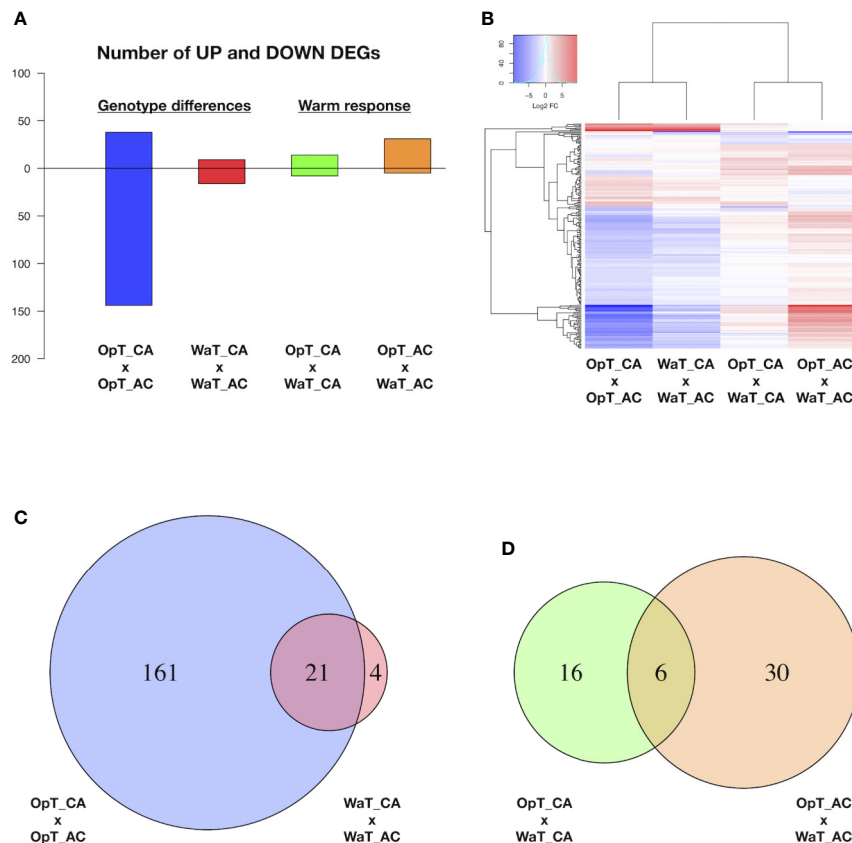 A
Number of UP and DOWN DEGs
100
50
0
50
100
150
200
Genotype differences
Warm response
OpT_CA
x
OpT_AC
WaT_CA
x
WaT_AC
OpT_CA
x
WaT_CA
OpT_AC
x
WaT_AC
B
0 40 80
-5 0 5
Log2 FC
OpT_CA
x
OpT_AC
WaT_CA
x
WaT_AC
OpT_CA
x
WaT_CA
OpT_AC
x
WaT_AC
C
161
21
4
OpT_CA
x
OpT_AC
WaT_CA
x
WaT_AC
D
16
6
30
OpT_CA
x
WaT_CA
OpT_AC
x
WaT_AC